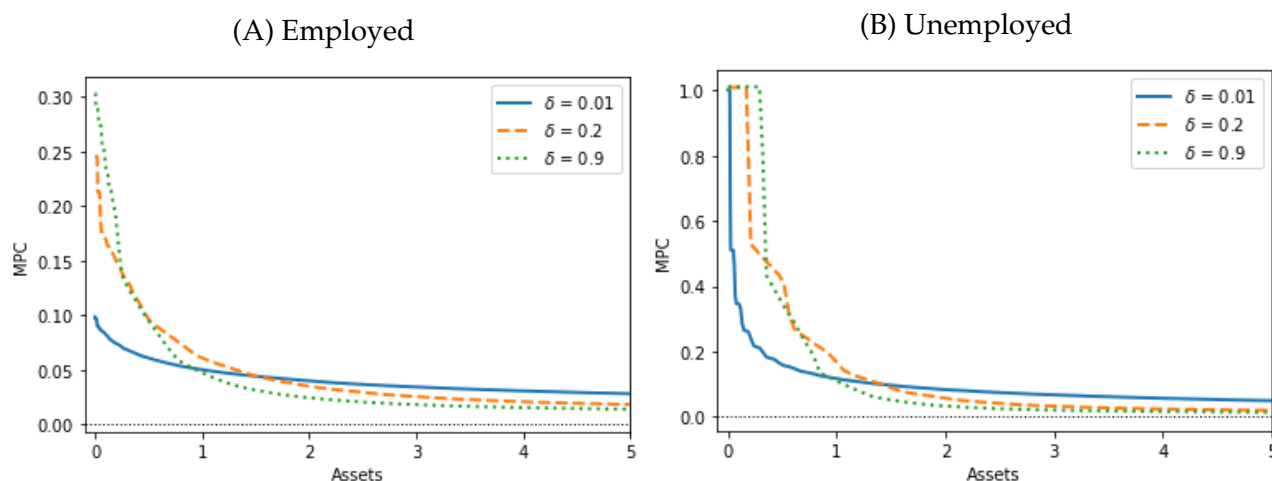 (A) Employed
0.30
0.25
0.20
0.15
0.10
0.05
0.00
MPC
δ = 0.01
δ = 0.2
δ = 0.9
0 1 2 3 4 5
Assets
(B) Unemployed
1.0
0.8
0.6
0.4
0.2
0.0
MPC
δ = 0.01
δ = 0.2
δ = 0.9
0 1 2 3 4 5
Assets